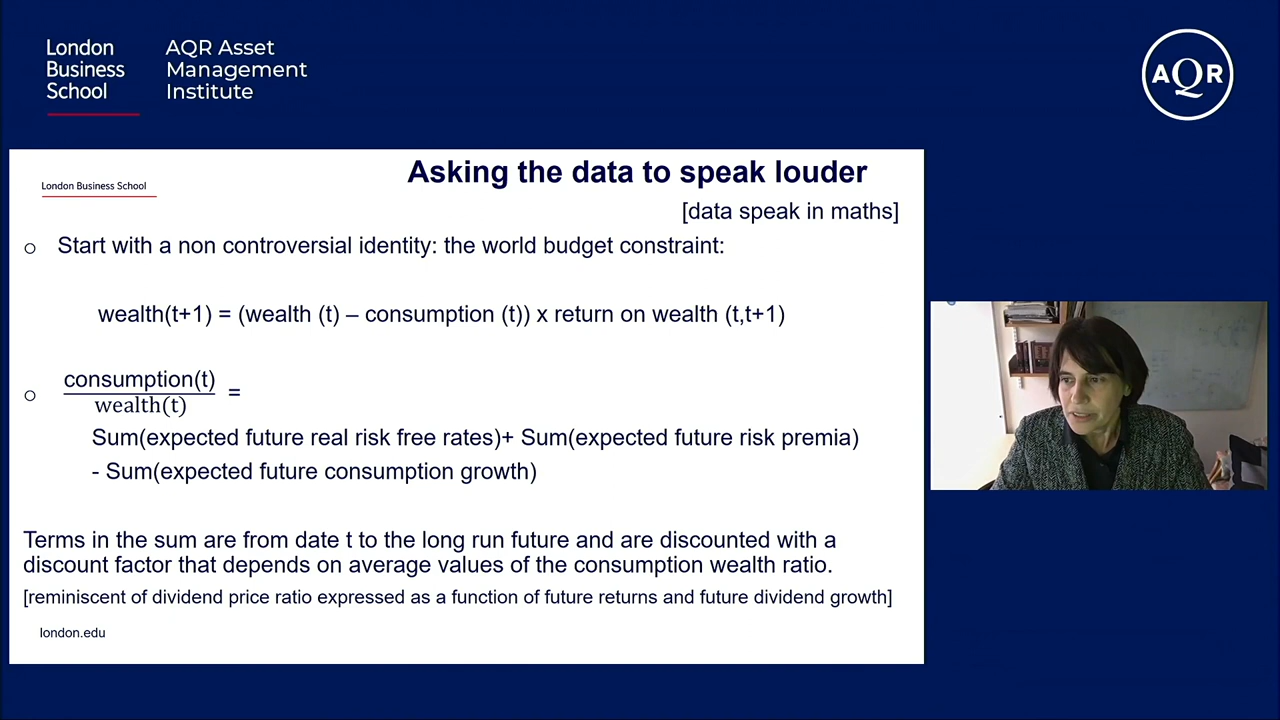 London
Business
School
AQR Asset
Management
Institute
AQR
London Business School
Asking the data to speak louder
[data speak in maths]
o Start with a non controversial identity: the world budget constraint:
wealth(t+1) = (wealth (t) – consumption (t)) x return on wealth (t,t+1)
o consumption(t)
wealth(t)
=
Sum(expected future real risk free rates)+ Sum(expected future risk premia)
- Sum(expected future consumption growth)
Terms in the sum are from date t to the long run future and are discounted with a
discount factor that depends on average values of the consumption wealth ratio.
[reminiscent of dividend price ratio expressed as a function of future returns and future dividend growth]
london.edu